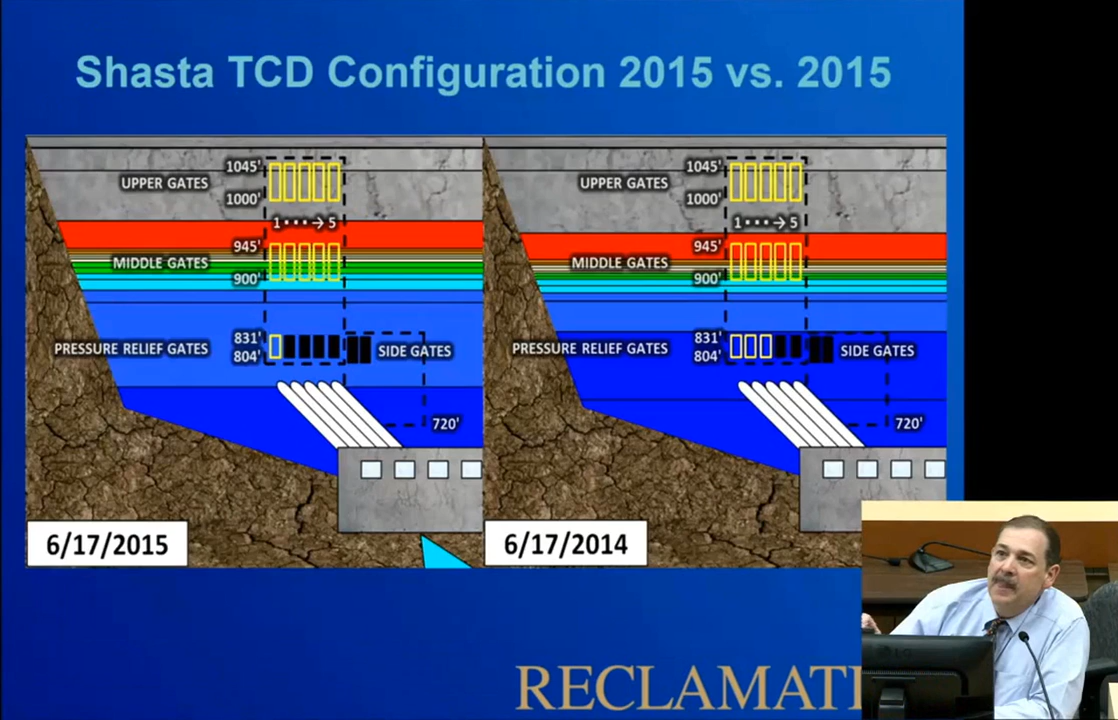 Shasta TCD Configuration 2015 vs. 2015
1045'
UPPER GATES
1000'
1 → 5
945'
MIDDLE GATES
900'
831'
PRESSURE RELIEF GATES
804'
SIDE GATES
720'
6/17/2015
1045'
UPPER GATES
1000'
1 → 5
945'
MIDDLE GATES
900'
831'
PRESSURE RELIEF GATES
804'
SIDE GATES
720'
6/17/2014
RECLAMATI